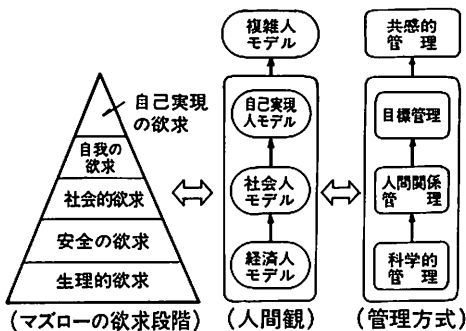 自己実現
の欲求
自我の
欲求
社会的欲求
安全の欲求
生理的欲求
(マズローの欲求段階)
複雑人
モデル
自己実現
人モデル
社会人
モデル
経済人
モデル
(人間観)
共感的
管 理
目標管理
人間関係
管 理
科学的
管 理
(管理方式)